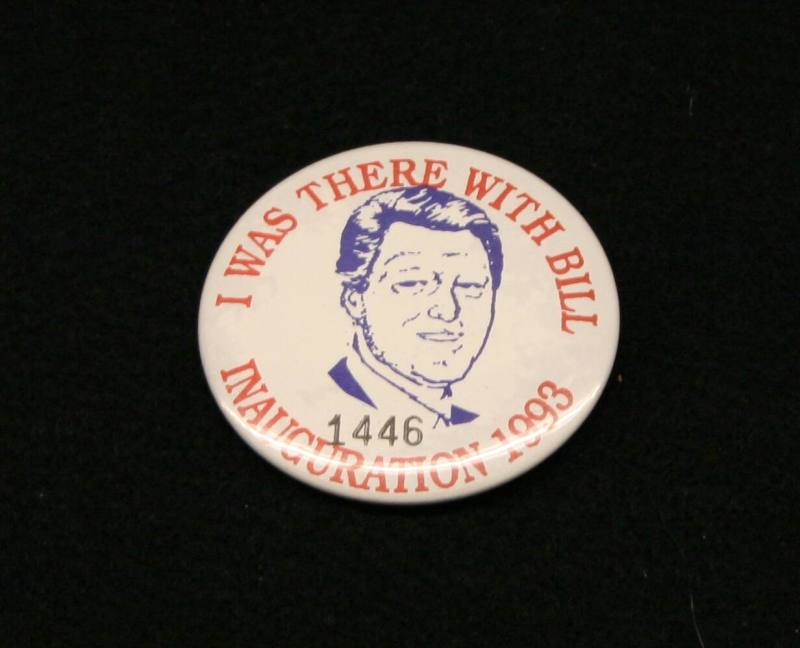 I WAS THERE WITH BILL
1446
INAUGURATION 1993